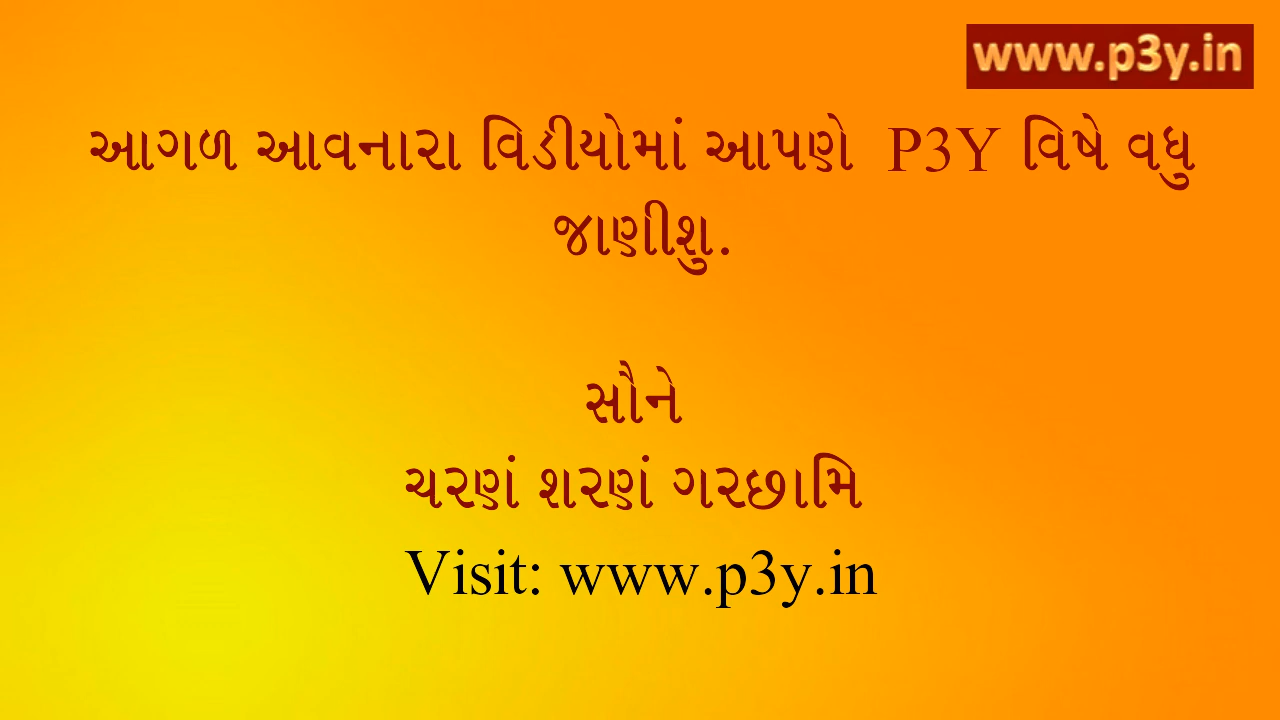 www.p3y.in
આગળ આવનારા વિડીયોમાં આપણે P3Y વિષે વધુ
જાણીશુ.
સૌને
ચરણં શરણં ગરછામિ
Visit: www.p3y.in